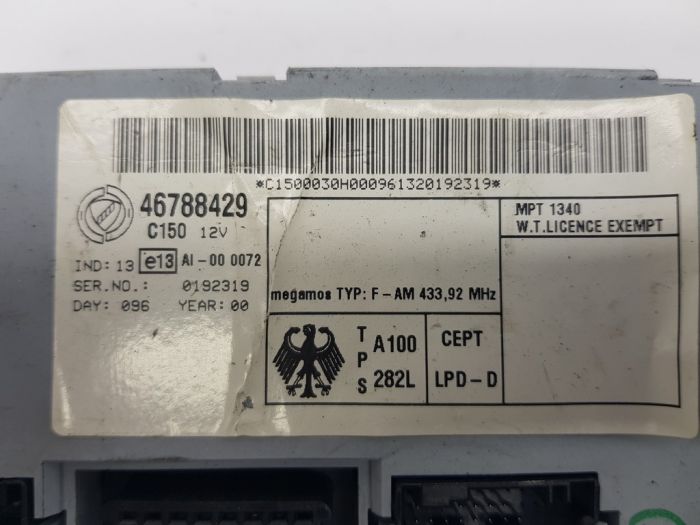 *C1500030H000961320192319*
46788429
C150 12V
IND: 13 e13 AI-00 0072
SER.NO.: 0192319
DAY: 096 YEAR: 00
MPT 1340
W.T.LICENCE EXEMPT
megamos TYP: F-AM 433,92 MHz
TPS
A100
282L
CEPT
LPD-D